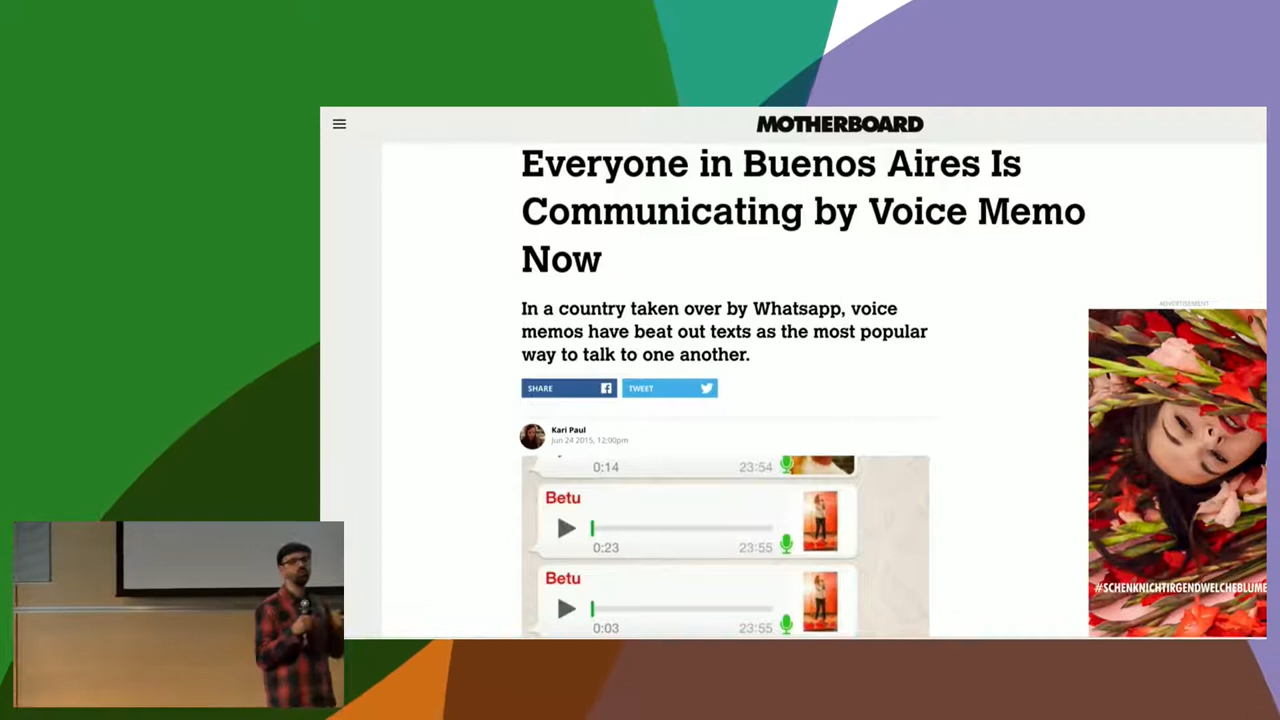 MOTHERBOARD
Everyone in Buenos Aires Is
Communicating by Voice Memo
Now
In a country taken over by Whatsapp, voice
memos have beat out texts as the most popular
way to talk to one another.
SHARE
TWEET
ADVERTISEMENT
Kari Paul
Jun 24 2015, 12:00pm
0:14 23:54
Betu
0:23 23:55
Betu
0:03 23:55
#SCHENKNICHTIRGENDWELCHEBLUME